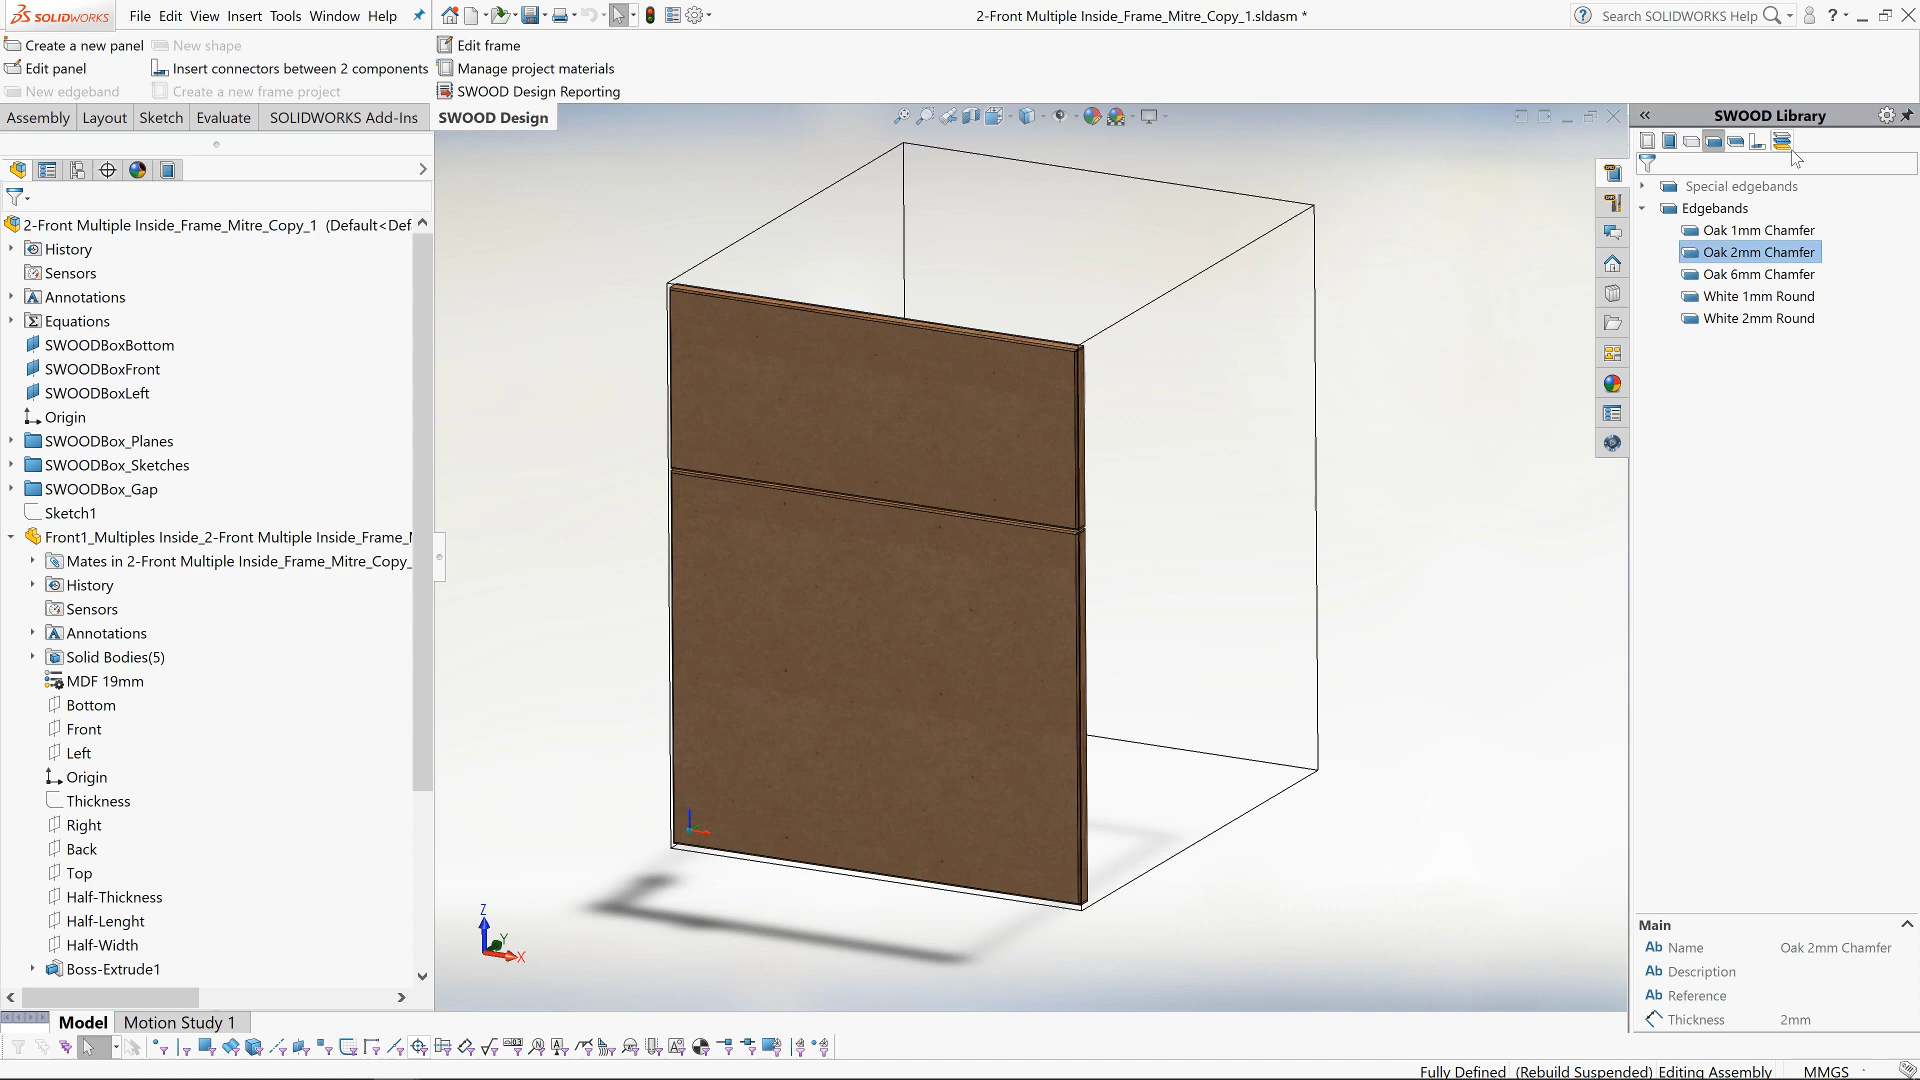 SOLIDWORKS File Edit View Insert Tools Window Help
2-Front Multiple Inside_Frame_Mitre_Copy_1.sldasm *
Search SOLIDWORKS Help
Create a new panel New shape Edit frame
Edit panel Insert connectors between 2 components Manage project materials
New edgeband Create a new frame project SWOOD Design Reporting
Assembly Layout Sketch Evaluate SOLIDWORKS Add-Ins SWOOD Design
2-Front Multiple Inside_Frame_Mitre_Copy_1 (Default<Def
History
Sensors
Annotations
Equations
SWOODBoxBottom
SWOODBoxFront
SWOODBoxLeft
Origin
SWOODBox_Planes
SWOODBox_Sketches
SWOODBox_Gap
Sketch1
Front1_Multiples Inside_2-Front Multiple Inside_Frame_
Mates in 2-Front Multiple Inside_Frame_Mitre_Copy_
History
Sensors
Annotations
Solid Bodies(5)
MDF 19mm
Bottom
Front
Left
Origin
Thickness
Right
Back
Top
Half-Thickness
Half-Lenght
Half-Width
Boss-Extrude1
Model Motion Study 1
Z
Y
X
SWOOD Library
Special edgebands
Edgebands
Oak 1mm Chamfer
Oak 2mm Chamfer
Oak 6mm Chamfer
White 1mm Round
White 2mm Round
Main
Ab Name Oak 2mm Chamfer
Ab Description
Ab Reference
Thickness 2mm
Fully Defined (Rebuild Suspended) Editing Assembly MMGS